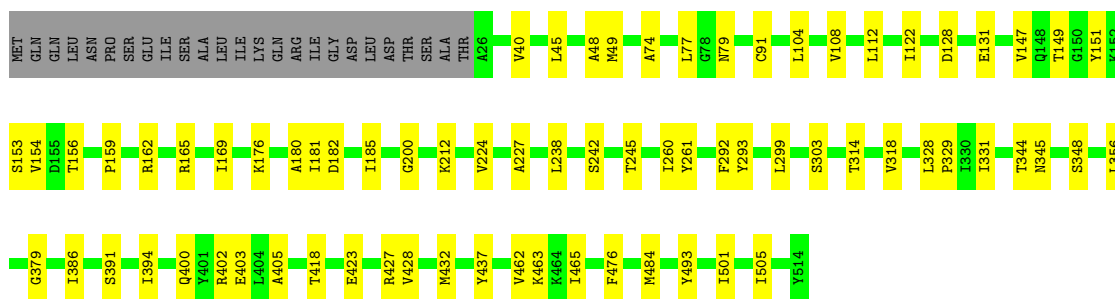 MET GLN GLN LEU ASN PRO SER GLU ILE SER ALA LEU ILE LYS GLN ARG ILE GLY ASP LEU ASP THR SER ALA THR A26 V40 L45 A48 M49 A74 L77 G78 N79 C91 L104 V108 L112 I122 D128 E131 V147 Q148 T149 G150 Y151 K152
S153 V154 D155 T156 P159 R162 R165 I169 K176 A180 I181 D182 I185 G200 K212 V224 A227 L238 S242 T245 I260 Y261 F292 Y293 L299 S303 T314 V318 L328 P329 I330 I331 T344 N345 S348 L356
G379 I386 S391 I394 Q400 Y401 R402 E403 L404 A405 T418 E423 R427 V428 M432 Y437 V462 K463 K464 I465 F476 M484 Y493 I501 I505 Y514